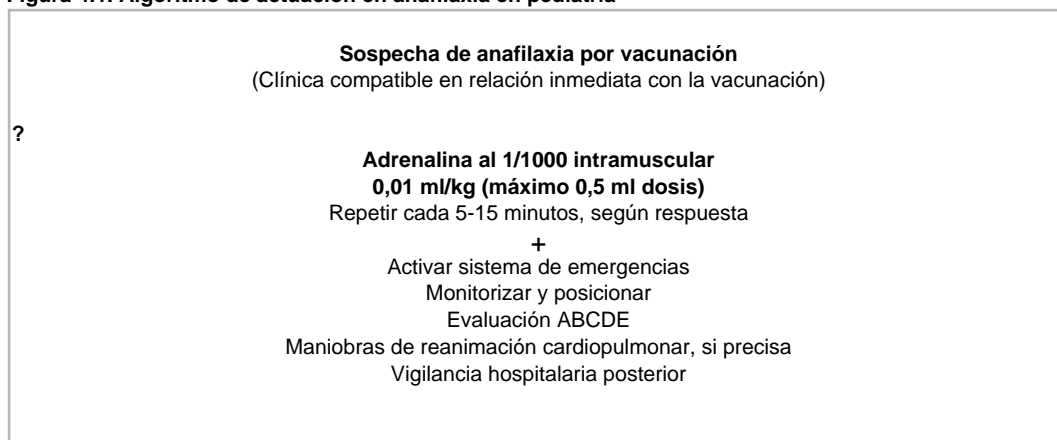 Sospecha de anafilaxia por vacunación
(Clínica compatible en relación inmediata con la vacunación)
?
Adrenalina al 1/1000 intramuscular
0,01 ml/kg (máximo 0,5 ml dosis)
Repetir cada 5-15 minutos, según respuesta
+
Activar sistema de emergencias
Monitorizar y posicionar
Evaluación ABCDE
Maniobras de reanimación cardiopulmonar, si precisa
Vigilancia hospitalaria posterior